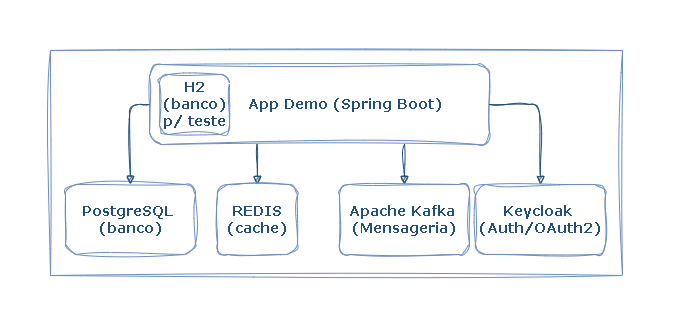 H2
(banco)
p/ teste
App Demo (Spring Boot)
PostgreSQL
(banco)
REDIS
(cache)
Apache Kafka
(Mensageria)
Keycloak
(Auth/OAuth2)